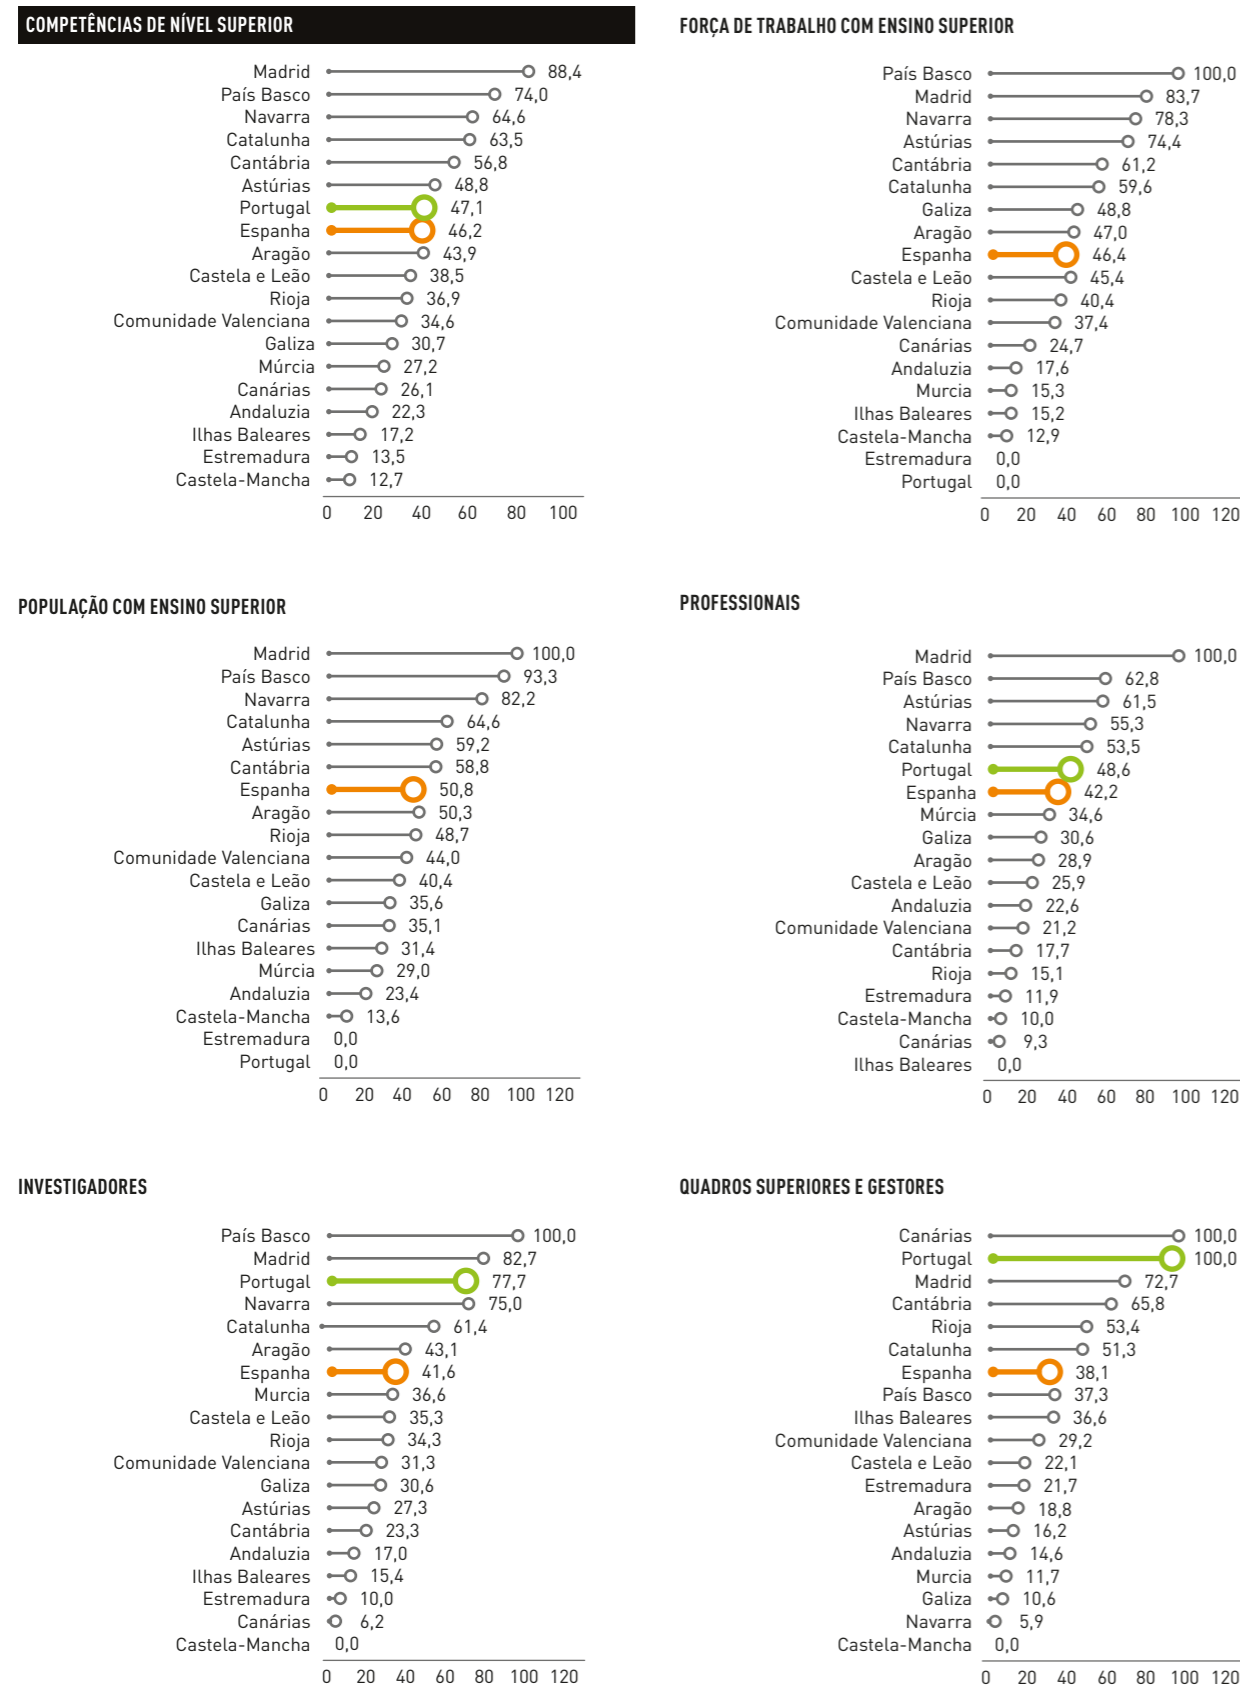 COMPETÊNCIAS DE NÍVEL SUPERIOR
Madrid 88,4
País Basco 74,0
Navarra 64,6
Catalunha 63,5
Cantábria 56,8
Astúrias 48,8
Portugal 47,1
Espanha 46,2
Aragão 43,9
Castela e Leão 38,5
Rioja 36,9
Comunidade Valenciana 34,6
Galiza 30,7
Múrcia 27,2
Canárias 26,1
Andaluzia 22,3
Ilhas Baleares 17,2
Estremadura 13,5
Castela-Mancha 12,7
0 20 40 60 80 100
FORÇA DE TRABALHO COM ENSINO SUPERIOR
País Basco 100,0
Madrid 83,7
Navarra 78,3
Astúrias 74,4
Cantábria 61,2
Catalunha 59,6
Galiza 48,8
Aragão 47,0
Espanha 46,4
Castela e Leão 45,4
Rioja 40,4
Comunidade Valenciana 37,4
Canárias 24,7
Andaluzia 17,6
Murcia 15,3
Ilhas Baleares 15,2
Castela-Mancha 12,9
Estremadura 0,0
Portugal 0,0
0 20 40 60 80 100 120
POPULAÇÃO COM ENSINO SUPERIOR
Madrid 100,0
País Basco 93,3
Navarra 82,2
Catalunha 64,6
Astúrias 59,2
Cantábria 58,8
Espanha 50,8
Aragão 50,3
Rioja 48,7
Comunidade Valenciana 44,0
Castela e Leão 40,4
Galiza 35,6
Canárias 35,1
Ilhas Baleares 31,4
Múrcia 29,0
Andaluzia 23,4
Castela-Mancha 13,6
Estremadura 0,0
Portugal 0,0
0 20 40 60 80 100 120
PROFESSIONAIS
Madrid 100,0
País Basco 62,8
Astúrias 61,5
Navarra 55,3
Catalunha 53,5
Portugal 48,6
Espanha 42,2
Múrcia 34,6
Galiza 30,6
Aragão 28,9
Castela e Leão 25,9
Andaluzia 22,6
Comunidade Valenciana 21,2
Cantábria 17,7
Rioja 15,1
Estremadura 11,9
Castela-Mancha 10,0
Canárias 9,3
Ilhas Baleares 0,0
0 20 40 60 80 100 120
INVESTIGADORES
País Basco 100,0
Madrid 82,7
Portugal 77,7
Navarra 75,0
Catalunha 61,4
Aragão 43,1
Espanha 41,6
Murcia 36,6
Castela e Leão 35,3
Rioja 34,3
Comunidade Valenciana 31,3
Galiza 30,6
Astúrias 27,3
Cantábria 23,3
Andaluzia 17,0
Ilhas Baleares 15,4
Estremadura 10,0
Canárias 6,2
Castela-Mancha 0,0
0 20 40 60 80 100 120
QUADROS SUPERIORES E GESTORES
Canárias 100,0
Portugal 100,0
Madrid 72,7
Cantábria 65,8
Rioja 53,4
Catalunha 51,3
Espanha 38,1
País Basco 37,3
Ilhas Baleares 36,6
Comunidade Valenciana 29,2
Castela e Leão 22,1
Estremadura 21,7
Aragão 18,8
Astúrias 16,2
Andaluzia 14,6
Murcia 11,7
Galiza 10,6
Navarra 5,9
Castela-Mancha 0,0
0 20 40 60 80 100 120